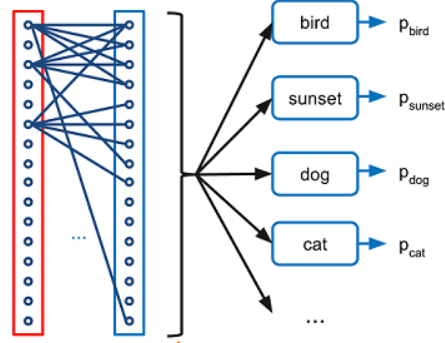 bird
p_bird
sunset
p_sunset
dog
p_dog
cat
p_cat
...
...